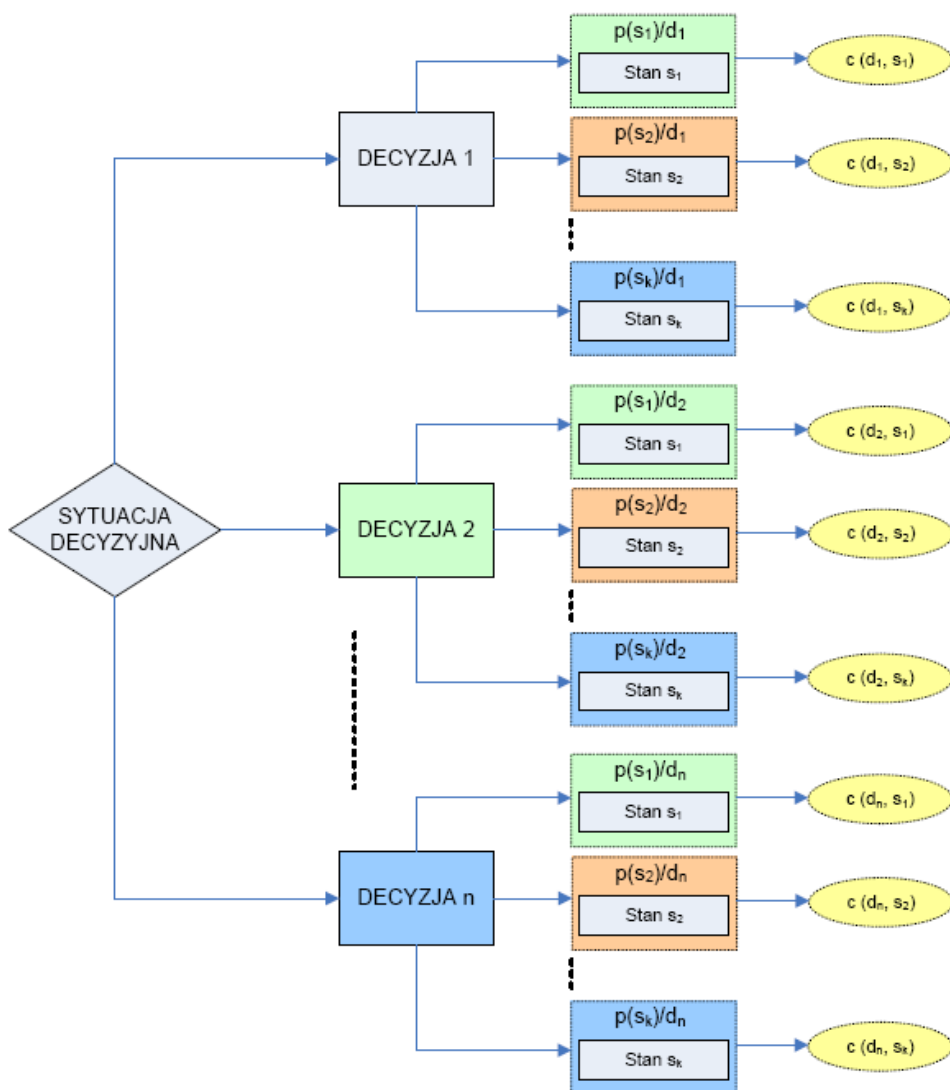 p(s₁)/d₁
Stan s₁
c (d₁, s₁)
DECYZJA 1
p(s₂)/d₁
Stan s₂
c (d₁, s₂)
p(sₖ)/d₁
Stan sₖ
c (d₁, sₖ)
p(s₁)/d₂
Stan s₁
c (d₂, s₁)
SYTUACJA
DECYZYJNA
DECYZJA 2
p(s₂)/d₂
Stan s₂
c (d₂, s₂)
p(sₖ)/d₂
Stan sₖ
c (d₂, sₖ)
p(s₁)/dₙ
Stan s₁
c (dₙ, s₁)
DECYZJA n
p(s₂)/dₙ
Stan s₂
c (dₙ, s₂)
p(sₖ)/dₙ
Stan sₖ
c (dₙ, sₖ)